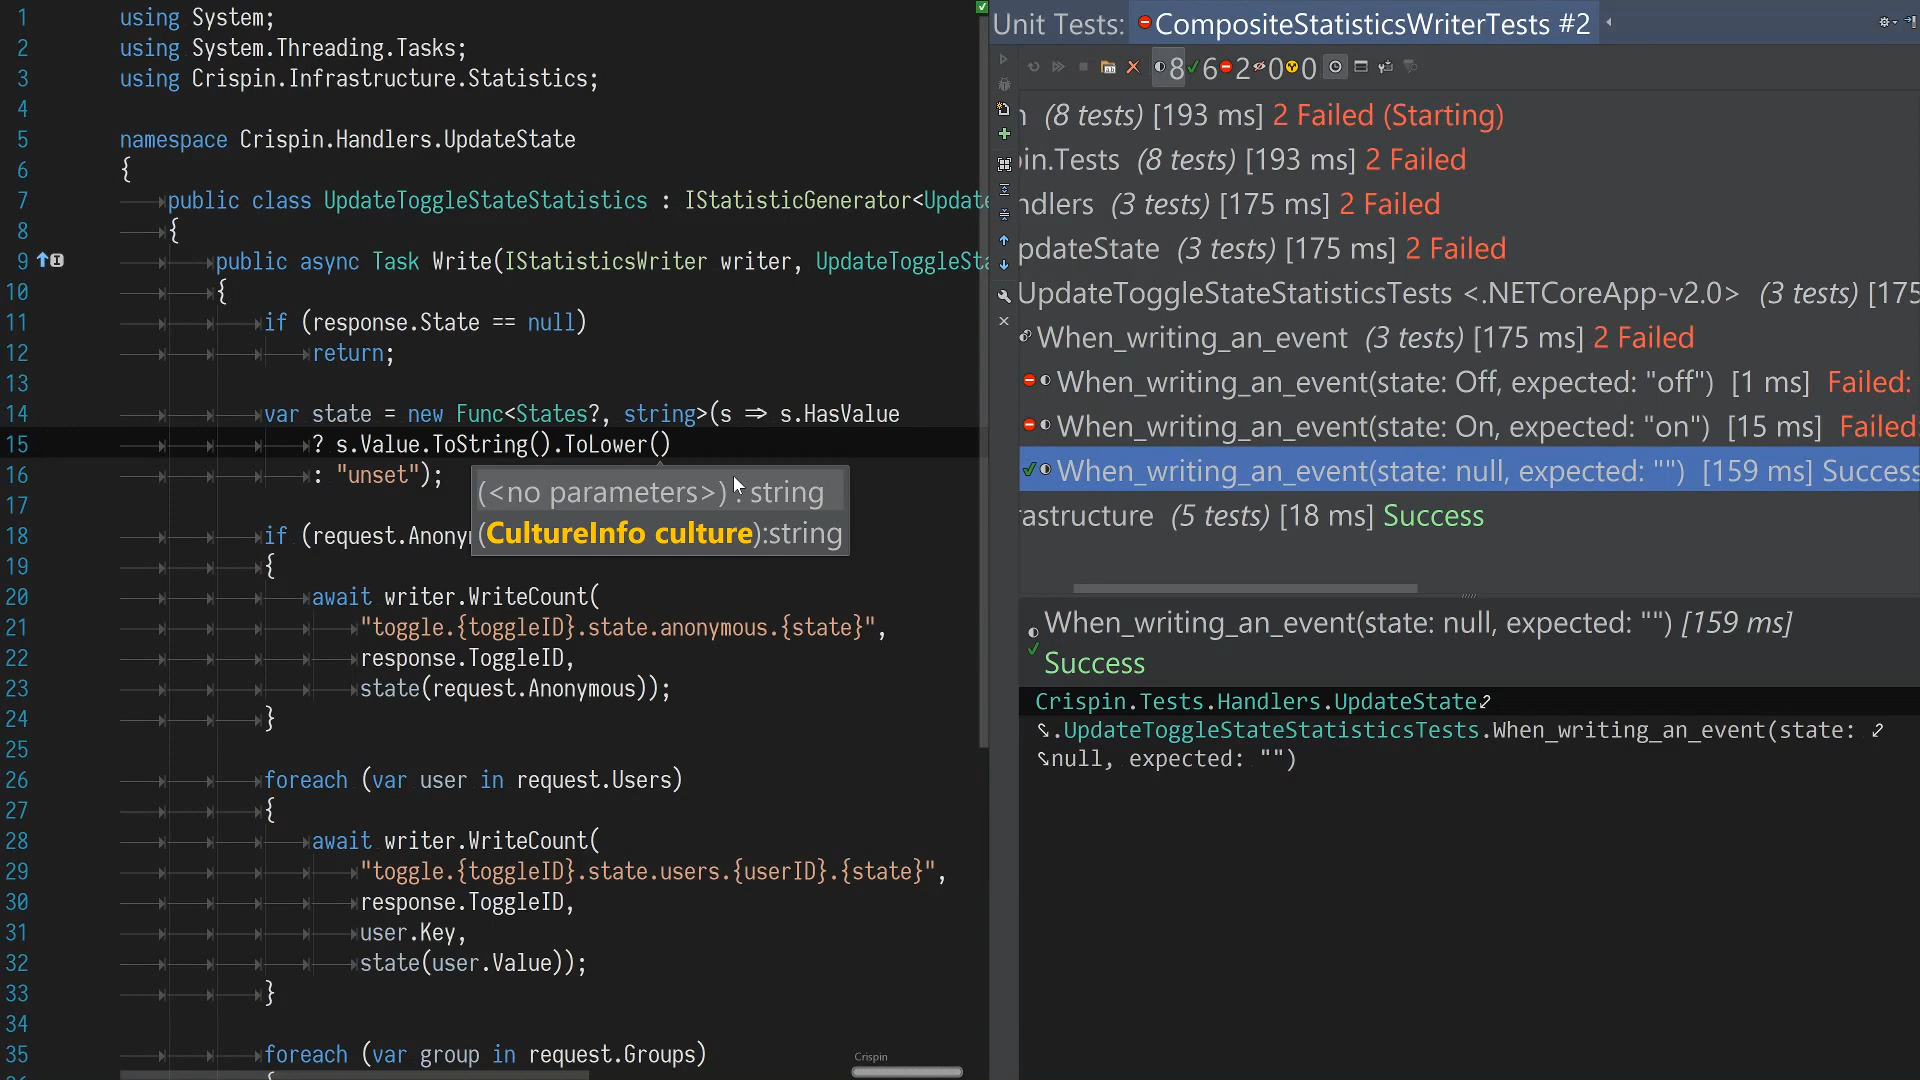 1 using System;
2 using System.Threading.Tasks;
3 using Crispin.Infrastructure.Statistics;
4
5 namespace Crispin.Handlers.UpdateState
6 {
7 public class UpdateToggleStateStatistics : IStatisticGenerator<Update
8 {
9 public async Task Write(IStatisticsWriter writer, UpdateToggleSta
10 {
11 if (response.State == null)
12 return;
13
14 var state = new Func<States?, string>(s => s.HasValue
15 ? s.Value.ToString().ToLower()
16 : "unset");
(<no parameters>) : string
(CultureInfo culture):string
17
18 if (request.Anony
19 {
20 await writer.WriteCount(
21 "toggle.{toggleID}.state.anonymous.{state}",
22 response.ToggleID,
23 state(request.Anonymous));
24 }
25
26 foreach (var user in request.Users)
27 {
28 await writer.WriteCount(
29 "toggle.{toggleID}.state.users.{userID}.{state}",
30 response.ToggleID,
31 user.Key,
32 state(user.Value));
33 }
34
35 foreach (var group in request.Groups)
Crispin
Unit Tests: CompositeStatisticsWriterTests #2
8 6 2 0 0
n (8 tests) [193 ms] 2 Failed (Starting)
pin.Tests (8 tests) [193 ms] 2 Failed
andlers (3 tests) [175 ms] 2 Failed
pdateState (3 tests) [175 ms] 2 Failed
UpdateToggleStateStatisticsTests <.NETCoreApp-v2.0> (3 tests) [175
When_writing_an_event (3 tests) [175 ms] 2 Failed
When_writing_an_event(state: Off, expected: "off") [1 ms] Failed:
When_writing_an_event(state: On, expected: "on") [15 ms] Failed
When_writing_an_event(state: null, expected: "") [159 ms] Success
rastructure (5 tests) [18 ms] Success
When_writing_an_event(state: null, expected: "") [159 ms]
Success
Crispin.Tests.Handlers.UpdateState
.UpdateToggleStateStatisticsTests.When_writing_an_event(state:
null, expected: "")